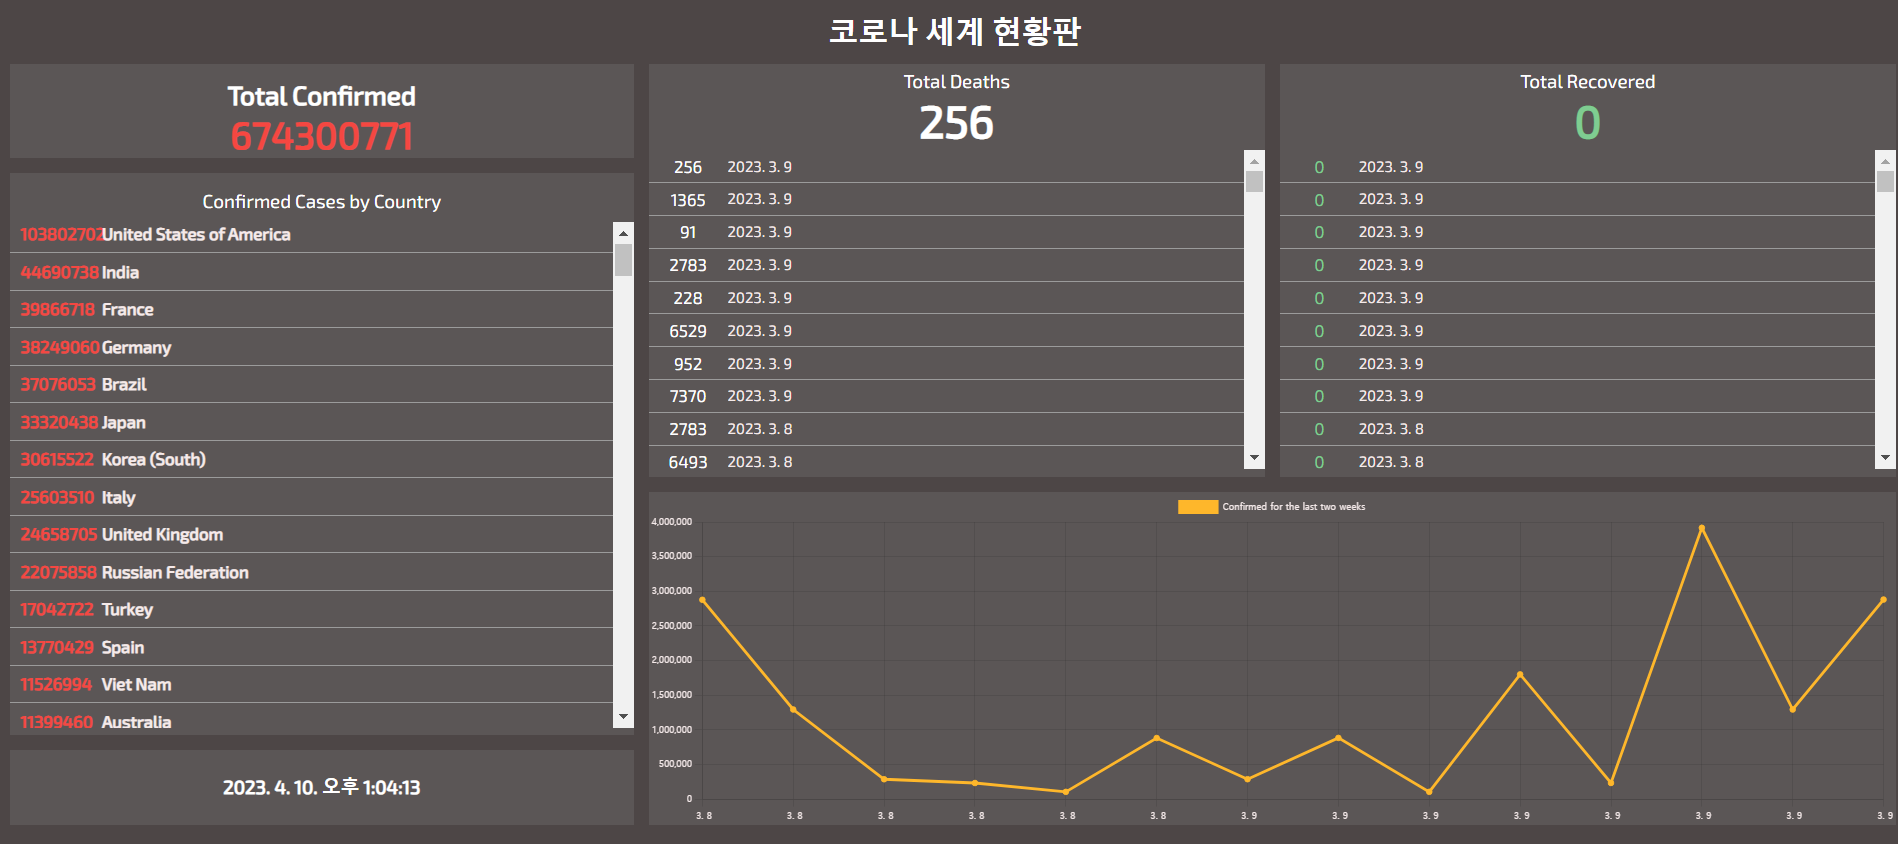 코로나 세계 현황판
Total Confirmed
674300771
Confirmed Cases by Country
103802702 United States of America
44690738 India
39866718 France
38249060 Germany
37076053 Brazil
33320438 Japan
30615522 Korea (South)
25603510 Italy
24658705 United Kingdom
22075858 Russian Federation
17042722 Turkey
13770429 Spain
11526994 Viet Nam
11399460 Australia
2023. 4. 10. 오후 1:04:13
Total Deaths
256
256 2023. 3. 9
1365 2023. 3. 9
91 2023. 3. 9
2783 2023. 3. 9
228 2023. 3. 9
6529 2023. 3. 9
952 2023. 3. 9
7370 2023. 3. 9
2783 2023. 3. 8
6493 2023. 3. 8
Total Recovered
0
0 2023. 3. 9
0 2023. 3. 9
0 2023. 3. 9
0 2023. 3. 9
0 2023. 3. 9
0 2023. 3. 9
0 2023. 3. 9
0 2023. 3. 9
0 2023. 3. 8
0 2023. 3. 8
Confirmed for the last two weeks
4,000,000
3,500,000
3,000,000
2,500,000
2,000,000
1,500,000
1,000,000
500,000
0
3. 8 3. 8 3. 8 3. 8 3. 8 3. 8 3. 9 3. 9 3. 9 3. 9 3. 9 3. 9 3. 9 3. 9